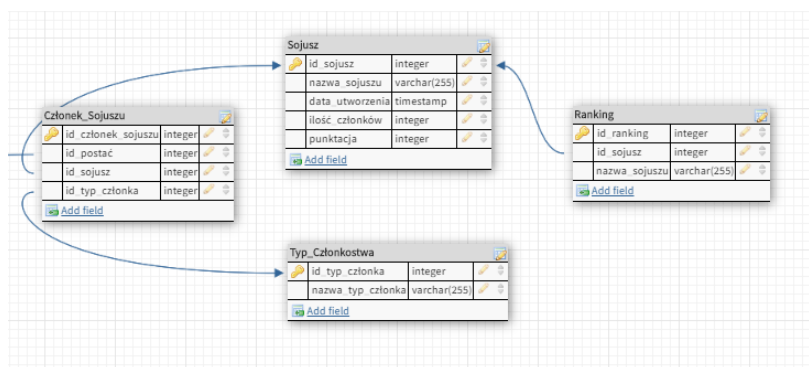 Sojusz
id_sojusz integer
nazwa_sojuszu varchar(255)
data_utworzenia timestamp
ilość_członków integer
punktacja integer
Add field
Członek_Sojuszu
id_członek_sojuszu integer
id_postać integer
id_sojusz integer
id_typ_członka integer
Add field
Ranking
id_ranking integer
id_sojusz integer
nazwa_sojuszu varchar(255)
Add field
Typ_Członkostwa
id_typ_członka integer
nazwa_typ_członka varchar(255)
Add field